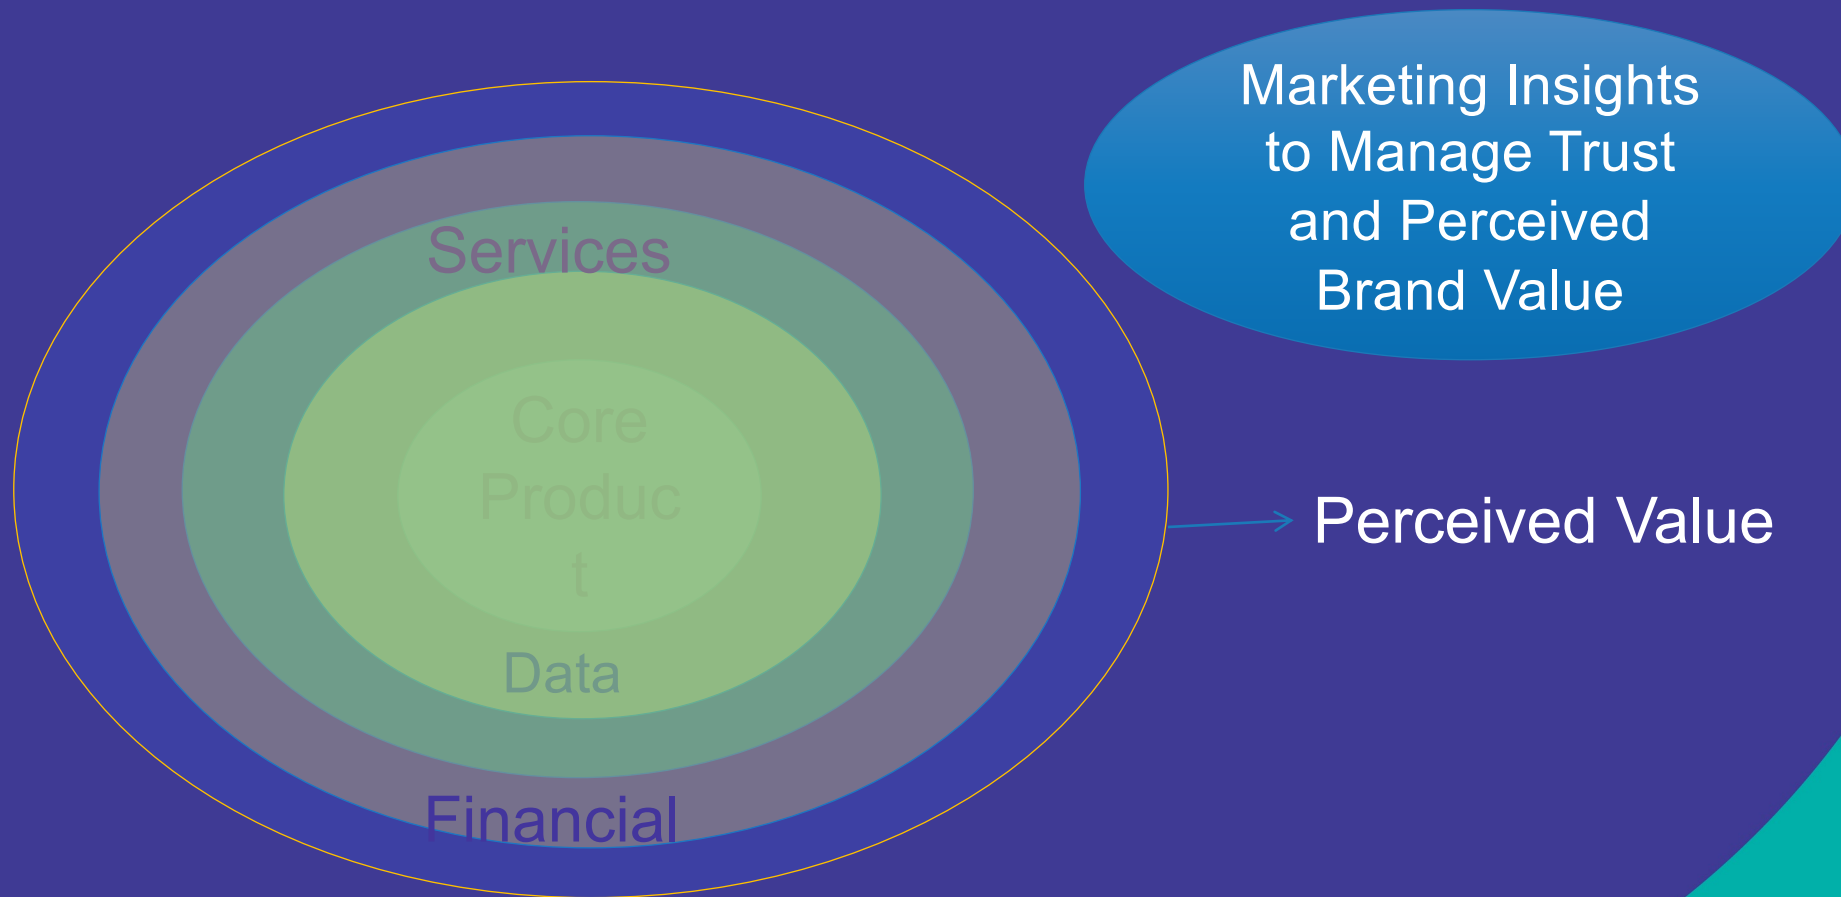 Marketing Insights
to Manage Trust
and Perceived
Brand Value
Services
Core
Produc
t
Data
Financial
Perceived Value